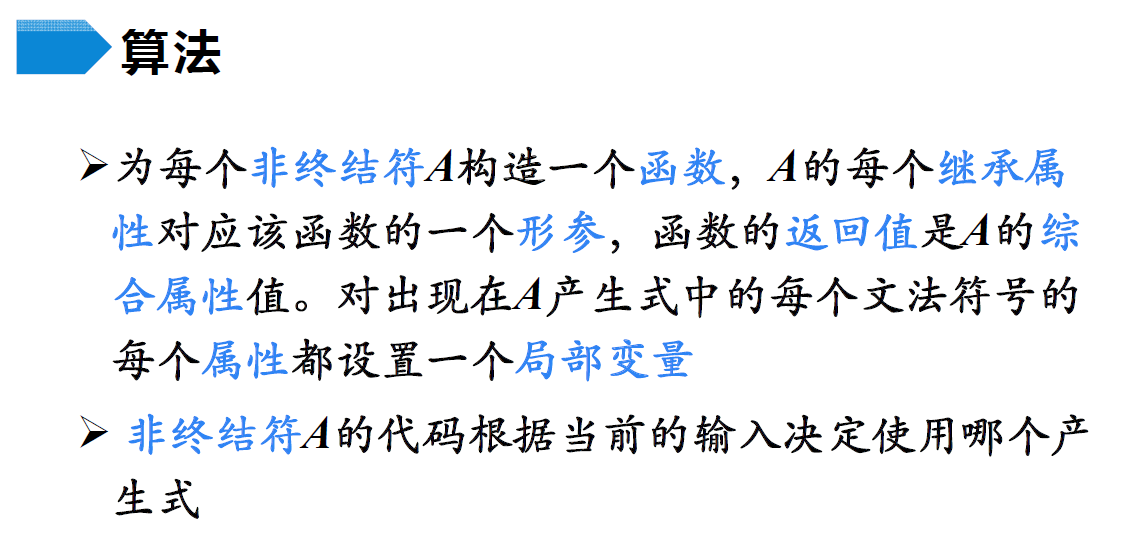 算法
➢为每个非终结符A构造一个函数，A的每个继承属
性对应该函数的一个形参，函数的返回值是A的综
合属性值。对出现在A产生式中的每个文法符号的
每个属性都设置一个局部变量
➢ 非终结符A的代码根据当前的输入决定使用哪个产
生式